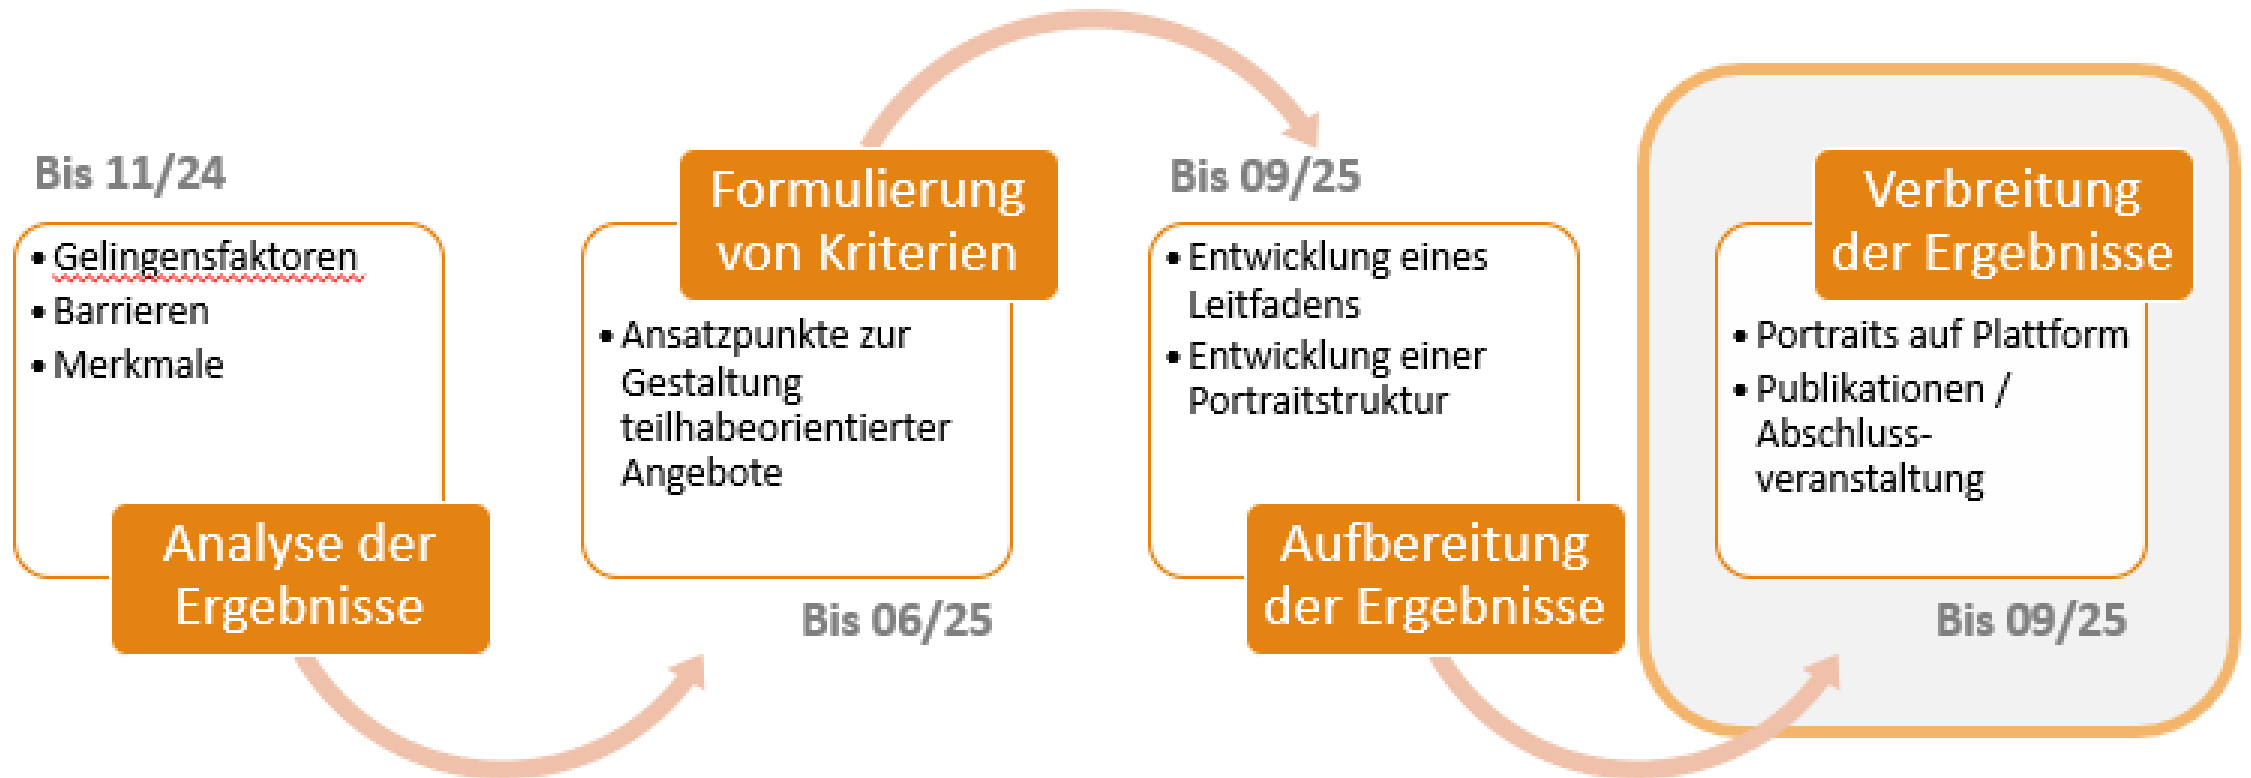 Bis 11/24
• Gelingensfaktoren
• Barrieren
• Merkmale
Analyse der
Ergebnisse
Formulierung
von Kriterien
• Ansatzpunkte zur
Gestaltung
teilhabeorientierter
Angebote
Bis 06/25
Bis 09/25
• Entwicklung eines
Leitfadens
• Entwicklung einer
Portraitstruktur
Aufbereitung
der Ergebnisse
Verbreitung
der Ergebnisse
• Portraits auf Plattform
• Publikationen /
Abschluss-
veranstaltung
Bis 09/25